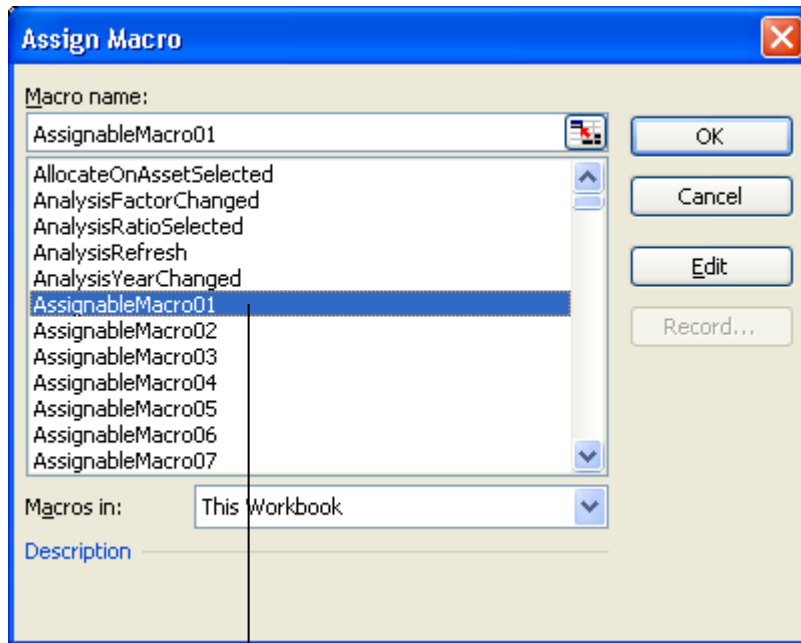 Assign Macro
Macro name:
AssignableMacro01
OK
AllocateOnAssetSelected
AnalysisFactorChanged
Cancel
AnalysisRatioSelected
AnalysisRefresh
Edit
AnalysisYearChanged
AssignableMacro01
Record...
AssignableMacro02
AssignableMacro03
AssignableMacro04
AssignableMacro05
AssignableMacro06
AssignableMacro07
Macros in: This Workbook
Description